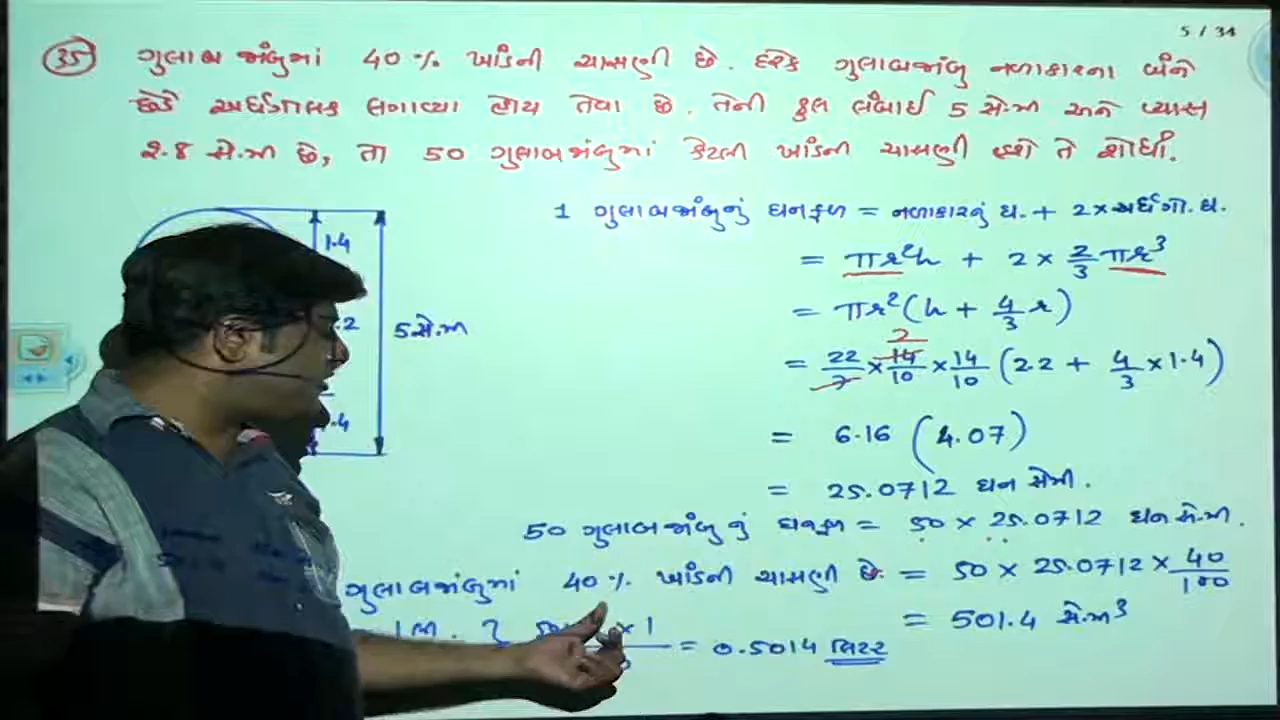 5 / 34
35 ગુલાબજાંબુમાં 40 % ખાંડની ચાસણી છે. દરેક ગુલાબજાંબુ નળાકારના બંને
છેડે અર્ધગોલક લગાવ્યા હોય તેવા છે. તેની કુલ લંબાઈ 5 સે.મી અને વ્યાસ
2.8 સે.મી છે, તો 50 ગુલાબજાંબુમાં કેટલી ખાંડની ચાસણી હશે તે શોધો.
1 ગુલાબજાંબુનું ઘનફળ = નળાકારનું ઘ. + 2 × અર્ધગો. ઘ.
1.4
= πr²h + 2 × 2/3 πr³
= πr² (h + 4/3 r)
.2
5 સે.મી
2
= 22/7 × 14/10 × 14/10 (2.2 + 4/3 × 1.4)
.4
= 6.16 (4.07)
= 25.0712 ઘન સેમી.
50 ગુલાબજાંબુનું ઘનફળ = 50 × 25.0712 ઘન સે.મી.
ગુલાબજાંબુમાં 40 % ખાંડની ચાસણી છે. = 50 × 25.0712 × 40/100
= 501.4 સે.મી³
× 1 = 0.5014 લિટર